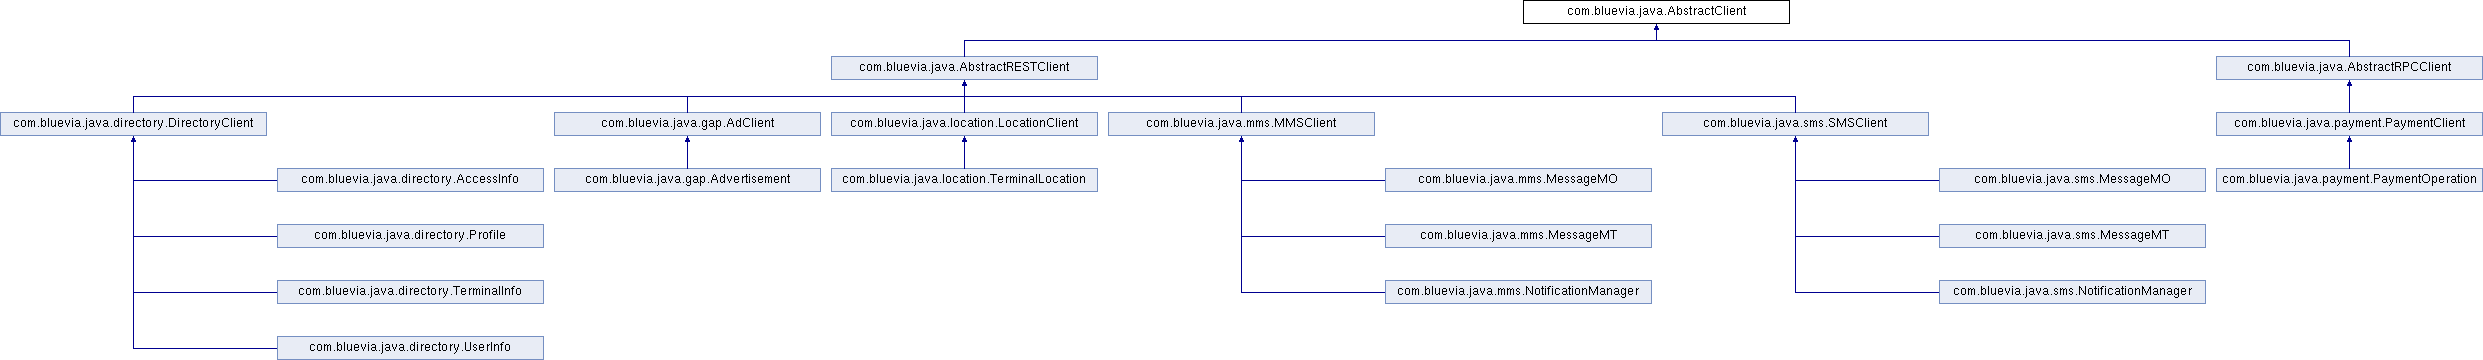 com.bluevia.java.AbstractClient
com.bluevia.java.AbstractRESTClient
com.bluevia.java.AbstractRPCClient
com.bluevia.java.directory.DirectoryClient
com.bluevia.java.gap.AdClient
com.bluevia.java.location.LocationClient
com.bluevia.java.mms.MMSClient
com.bluevia.java.sms.SMSClient
com.bluevia.java.payment.PaymentClient
com.bluevia.java.directory.AccessInfo
com.bluevia.java.gap.Advertisement
com.bluevia.java.location.TerminalLocation
com.bluevia.java.mms.MessageMO
com.bluevia.java.sms.MessageMO
com.bluevia.java.payment.PaymentOperation
com.bluevia.java.directory.Profile
com.bluevia.java.mms.MessageMT
com.bluevia.java.sms.MessageMT
com.bluevia.java.directory.TerminalInfo
com.bluevia.java.mms.NotificationManager
com.bluevia.java.sms.NotificationManager
com.bluevia.java.directory.UserInfo